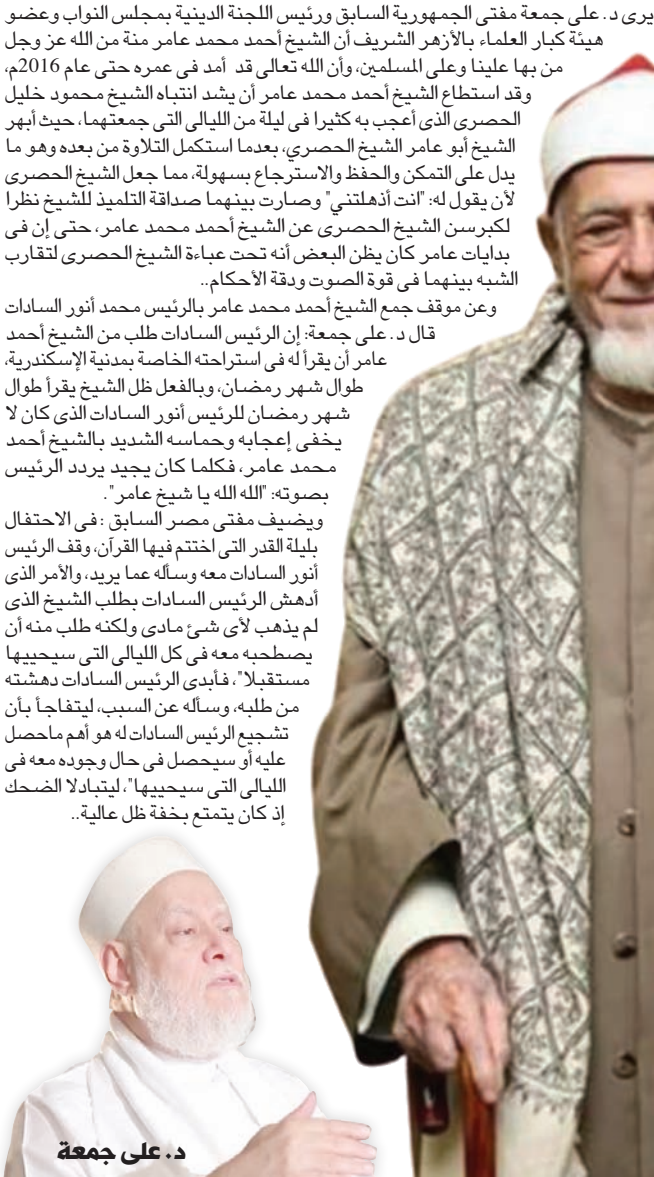 يرى د. على جمعة مفتى الجمهورية السابق ورئيس اللجنة الدينية بمجلس النواب وعضو
هيئة كبار العلماء بالأزهر الشريف أن الشيخ أحمد محمد عامر منة من الله عز وجل
من بها علينا وعلى المسلمين، وأن الله تعالى قد أمد فى عمره حتى عام 2016م،
وقد استطاع الشيخ أحمد محمد عامر أن يشد انتباه الشيخ محمود خليل
الحصرى الذى أعجب به كثيرا فى ليلة من الليالى التى جمعتهما، حيث أبهر
الشيخ أبو عامر الشيخ الحصري، بعدما استكمل التلاوة من بعده وهو ما
يدل على التمكن والحفظ والاسترجاع بسهولة، مما جعل الشيخ الحصرى
لأن يقول له: "انت أذهلتني" وصارت بينهما صداقة التلميذ للشيخ نظرا
لكبرسن الشيخ الحصرى عن الشيخ أحمد محمد عامر، حتى إن فى
بدايات عامر كان يظن البعض أنه تحت عباءة الشيخ الحصرى لتقارب
الشبه بينهما فى قوة الصوت ودقة الأحكام..
وعن موقف جمع الشيخ أحمد محمد عامر بالرئيس محمد أنور السادات
قال د. على جمعة: إن الرئيس السادات طلب من الشيخ أحمد
عامر أن يقرأ له فى استراحته الخاصة بمدنية الإسكندرية،
طوال شهر رمضان، وبالفعل ظل الشيخ يقرأ طوال
شهر رمضان للرئيس أنور السادات الذى كان لا
يخفى إعجابه وحماسه الشديد بالشيخ أحمد
محمد عامر، فكلما كان يجيد يردد الرئيس
بصوته: "الله الله يا شيخ عامر".
ويضيف مفتى مصر السابق : فى الاحتفال
بليلة القدر التى اختتم فيها القرآن، وقف الرئيس
أنور السادات معه وسأله عما يريد، والأمر الذى
أدهش الرئيس السادات بطلب الشيخ الذى
لم يذهب لأى شئ مادى ولكنه طلب منه أن
يصطحبه معه فى كل الليالى التى سيحييها
مستقبلا"، فأبدى الرئيس السادات دهشته
من طلبه، وسأله عن السبب، ليتفاجأ بأن
تشجيع الرئيس السادات له هو أهم ماحصل
عليه أو سيحصل فى حال وجوده معه فى
الليالى التى سيحييها"، ليتبادلا الضحك
إذ كان يتمتع بخفة ظل عالية..
د. على جمعة